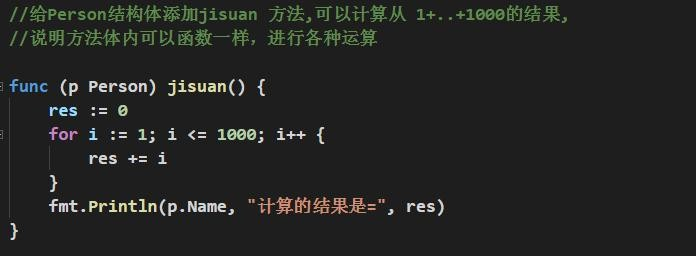 //给Person结构体添加jisuan 方法,可以计算从 1+..+1000的结果,
//说明方法体内可以函数一样，进行各种运算
func (p Person) jisuan() {
    res := 0
    for i := 1; i <= 1000; i++ {
        res += i
    }
    fmt.Println(p.Name, "计算的结果是=", res)
}